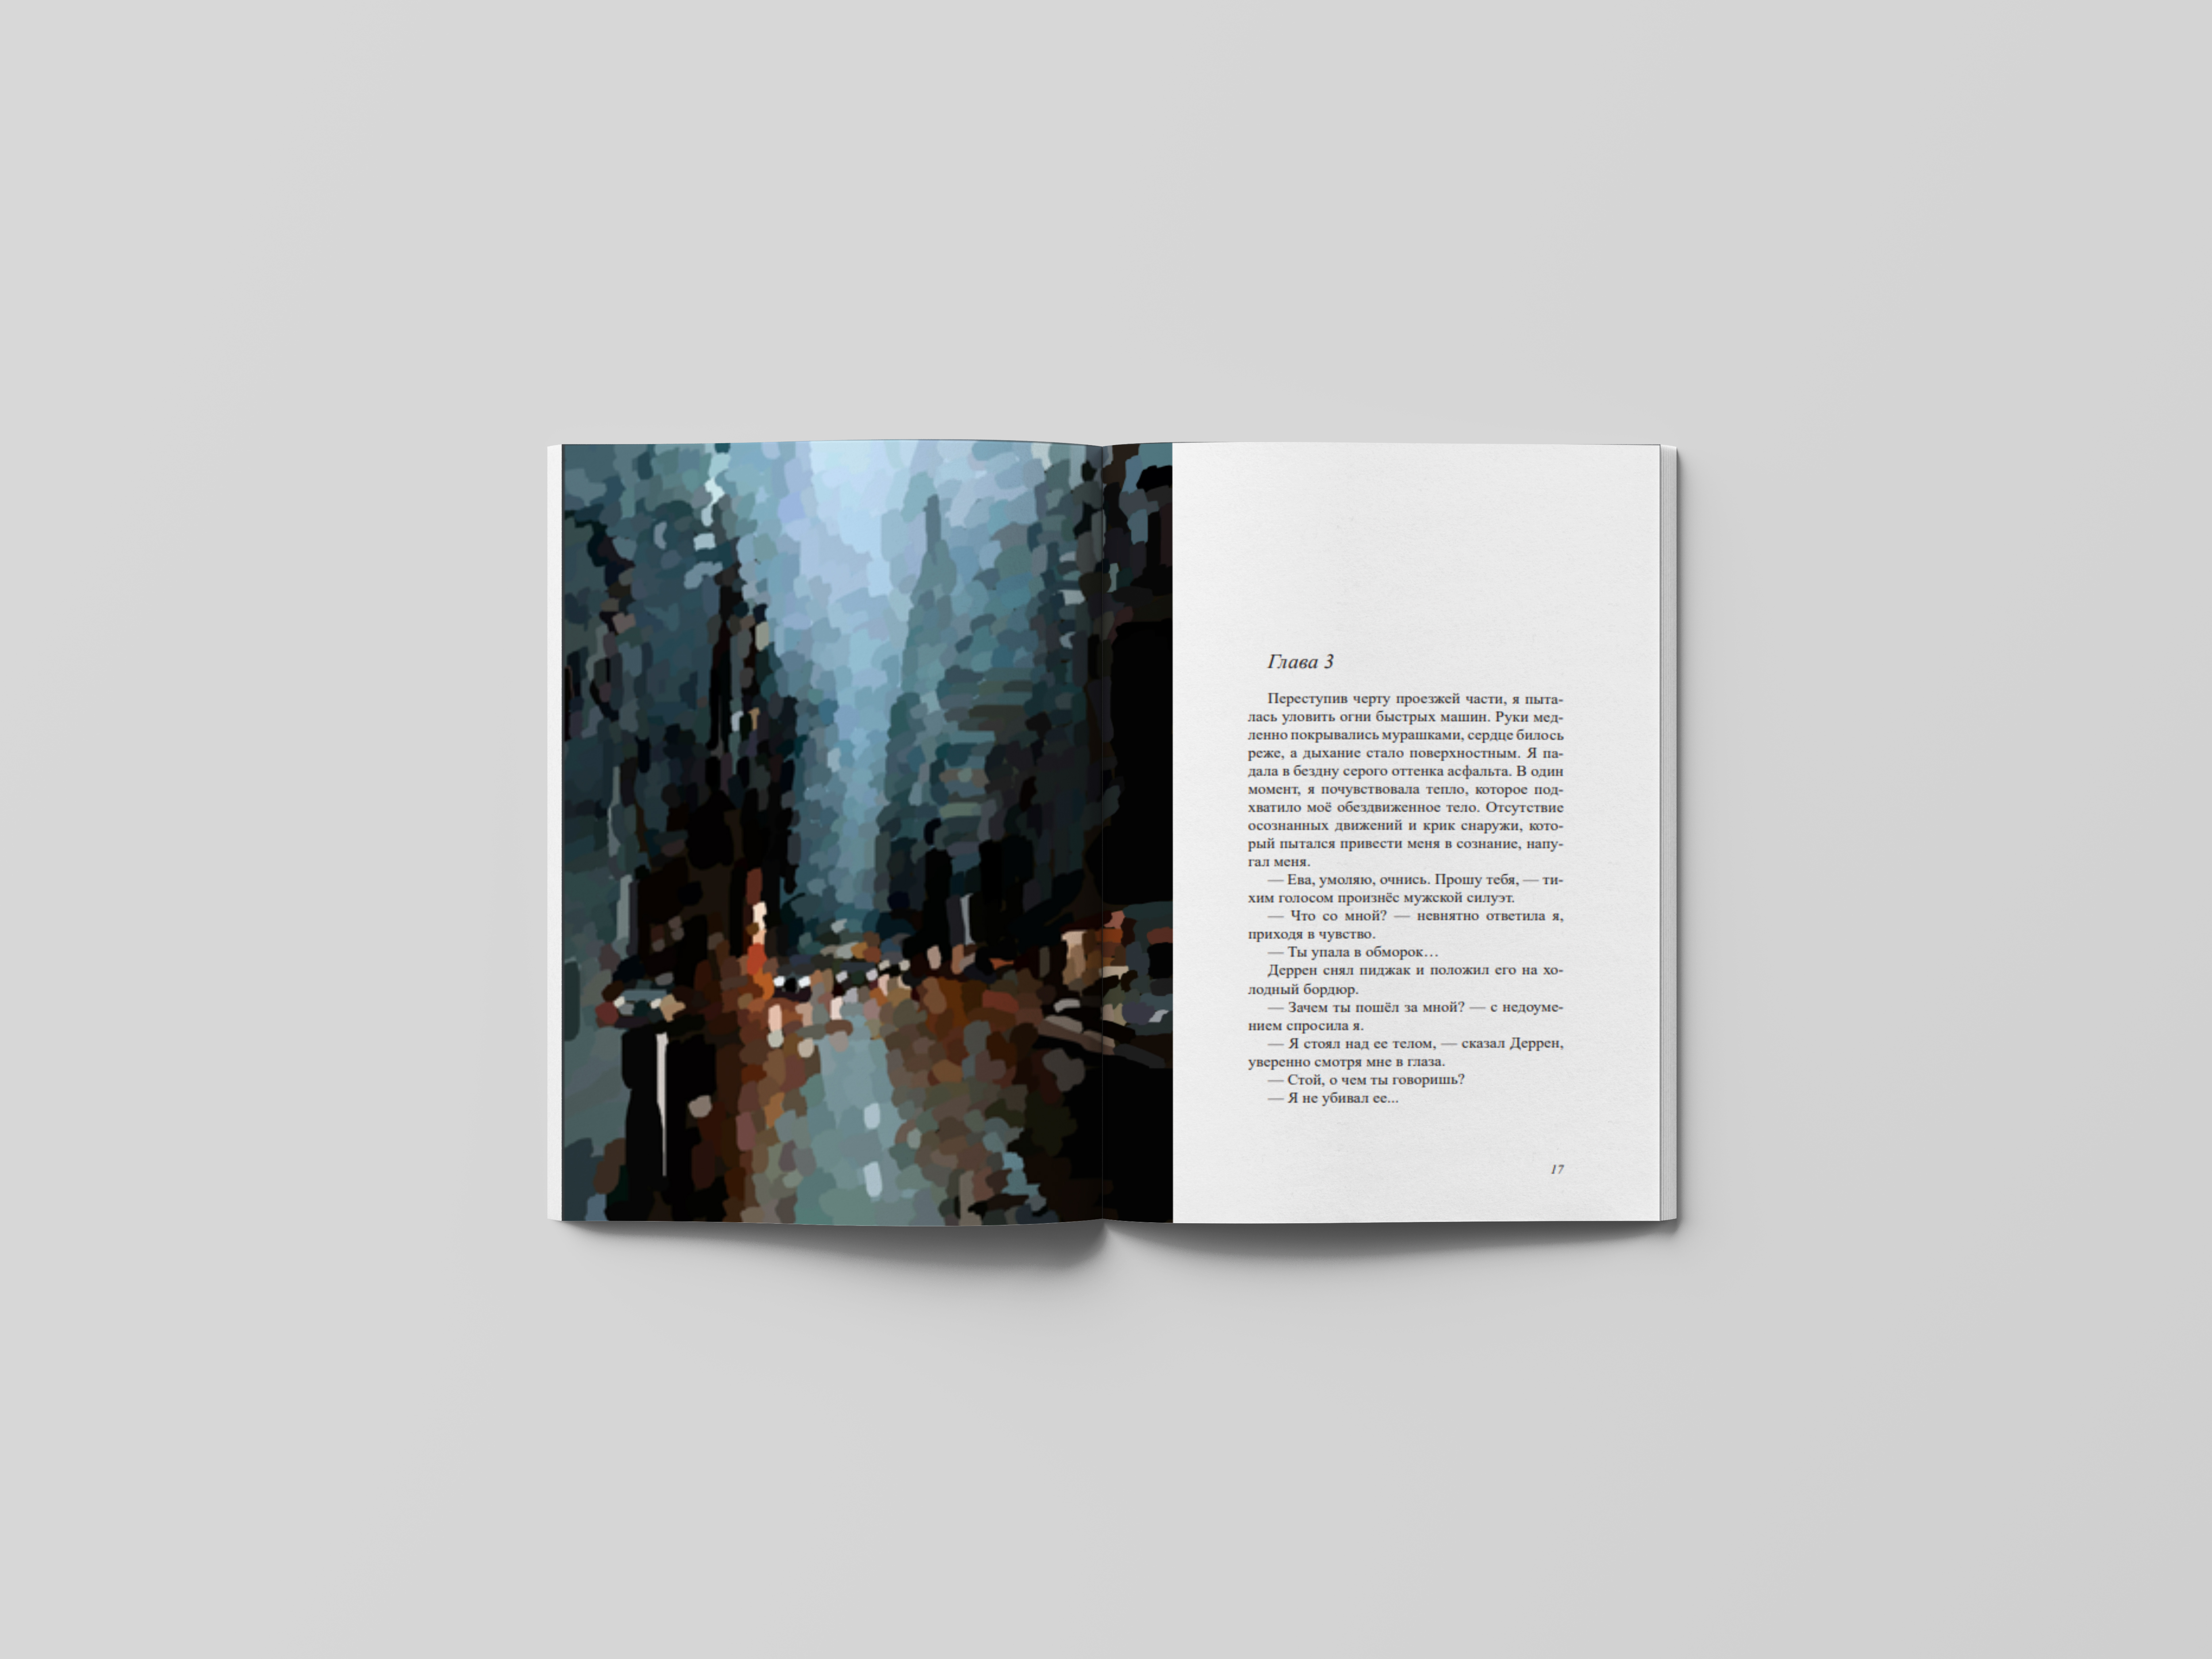 Глава 3
Переступив черту проезжей части, я пыта-
лась уловить огни быстрых машин. Руки мед-
ленно покрывались мурашками, сердце билось
реже, а дыхание стало поверхностным. Я па-
дала в бездну серого оттенка асфальта. В один
момент, я почувствовала тепло, которое под-
хватило моё обездвиженное тело. Отсутствие
осознанных движений и крик снаружи, кото-
рый пытался привести меня в сознание, напу-
гал меня.
— Ева, умоляю, очнись. Прошу тебя, — ти-
хим голосом произнёс мужской силуэт.
— Что со мной? — невнятно ответила я,
приходя в чувство.
— Ты упала в обморок…
Деррен снял пиджак и положил его на хо-
лодный бордюр.
— Зачем ты пошёл за мной? — с недоуме-
нием спросила я.
— Я стоял над ее телом, — сказал Деррен,
уверенно смотря мне в глаза.
— Стой, о чем ты говоришь?
— Я не убивал ее...
17